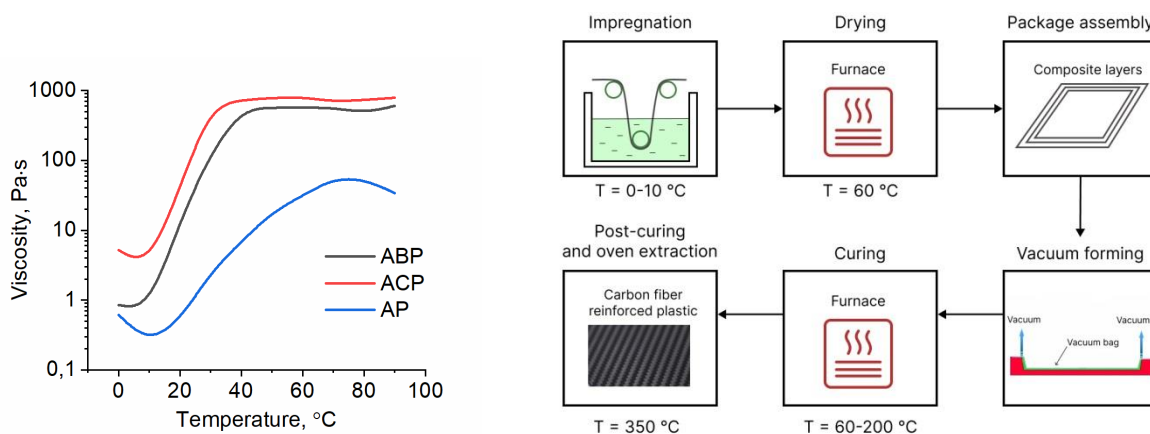 Viscosity, Pa·s
1000
100
10
1
0,1
0
20
40
60
80
100
Temperature, °C
ABP
ACP
AP
Impregnation
T = 0-10 °C
Drying
Furnace
T = 60 °C
Package assembly
Composite layers
Post-curing
and oven extraction
Carbon fiber
reinforced plastic
T = 350 °C
Curing
Furnace
T = 60-200 °C
Vacuum forming
Vacuum
Vacuum
Vacuum bag